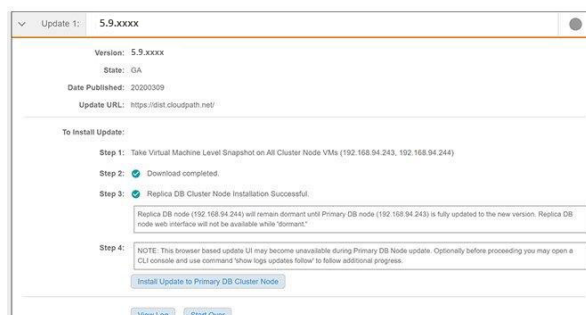 Update 1: 5.9.xxxx
Version: 5.9.xxxx
State: GA
Date Published: 20200309
Update URL: https://dist.cloudpath.net/
To Install Update:
Step 1: Take Virtual Machine Level Snapshot on All Cluster Node VMs (192.168.94.243, 192.168.94.244)
Step 2: Download completed.
Step 3: Replica DB Cluster Node Installation Successful.
Replica DB node (192.168.94.244) will remain dormant until Primary DB node (192.168.94.243) is fully updated to the new version. Replica DB
node web interface will not be available while 'dormant."
Step 4: NOTE: This browser based update UI may become unavailable during Primary DB Node update. Optionally before proceeding you may open a
CLI console and use command 'show logs updates follow' to follow additional progress.
Install Update to Primary DB Cluster Node
View Log Start Over